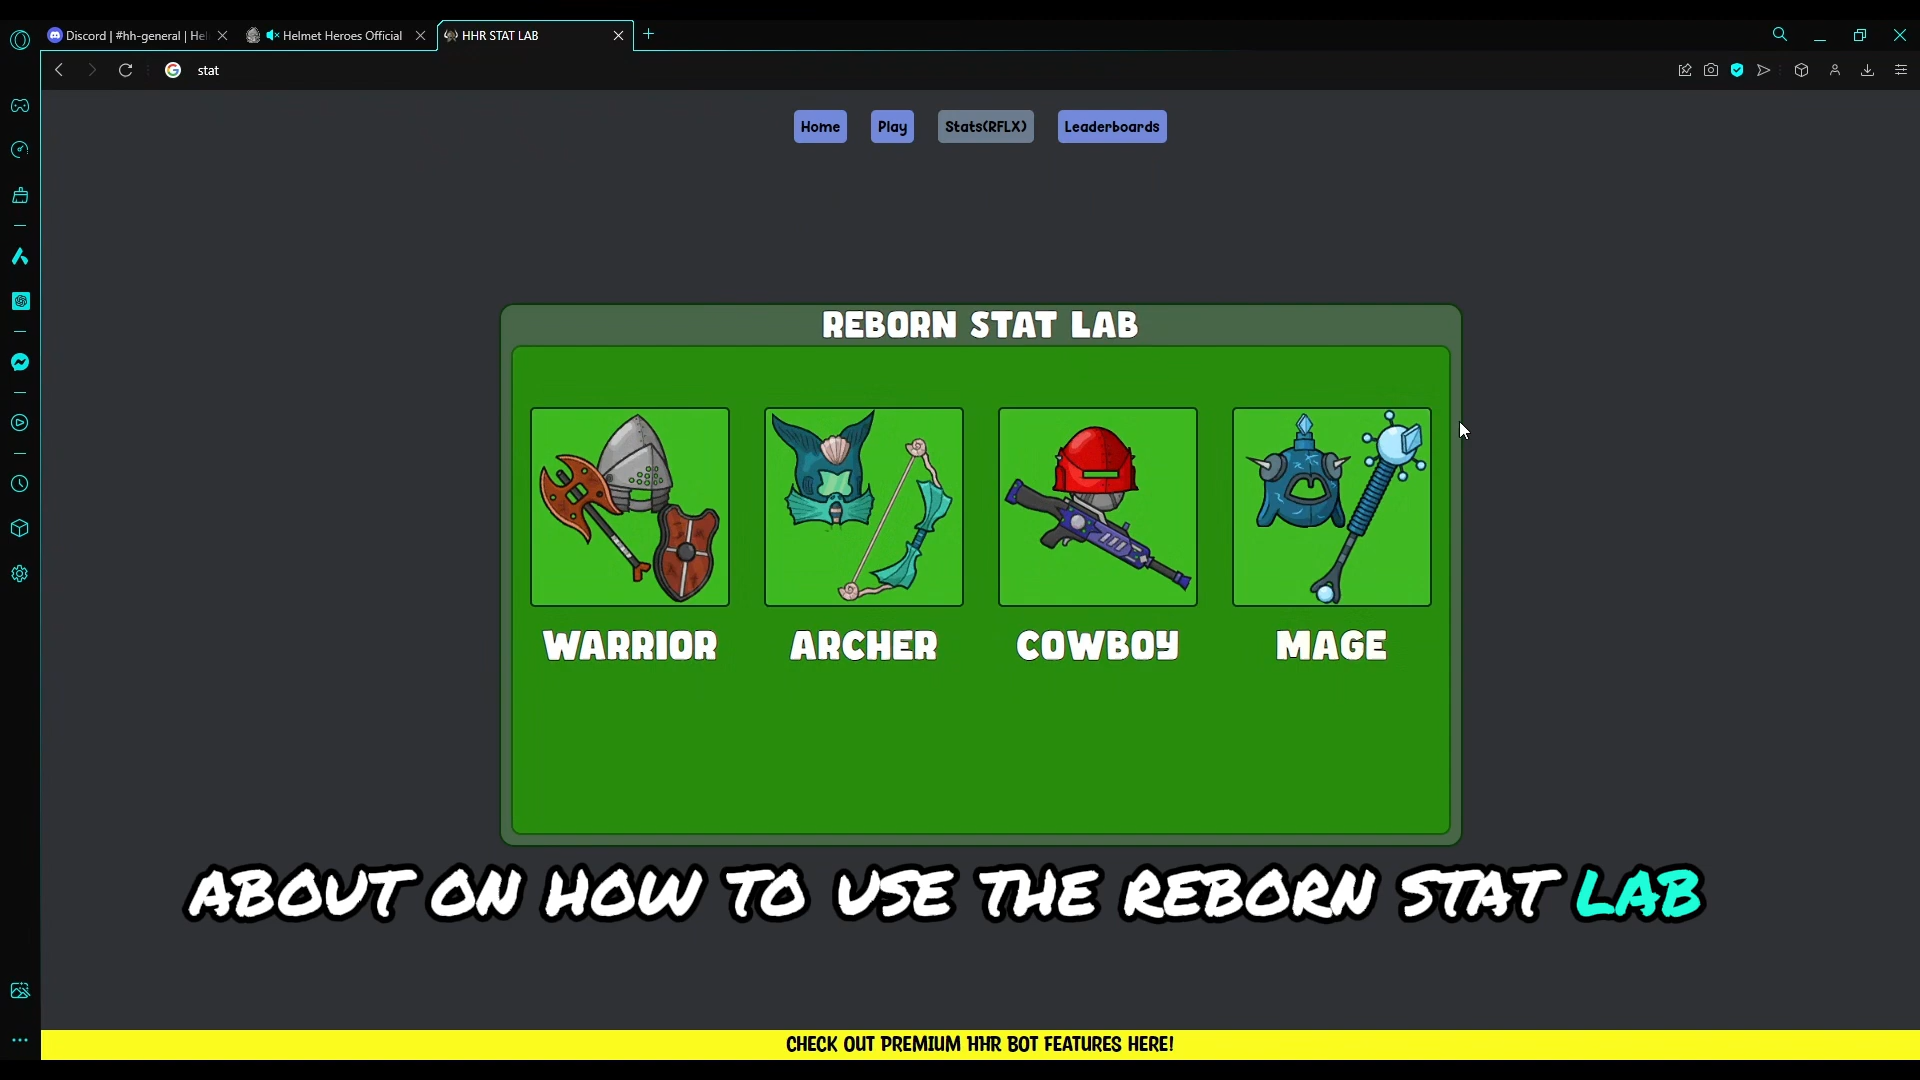 Discord | #hh-general | He
Helmet Heroes Official
HHR STAT LAB
stat
Home
Play
Stats(RFLX)
Leaderboards
REBORN STAT LAB
WARRIOR
ARCHER
COWBOY
MAGE
ABOUT ON HOW TO USE THE REBORN STAT LAB
CHECK OUT PREMIUM HHR BOT FEATURES HERE!